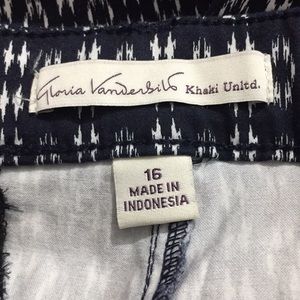 Gloria Vanderbilt Khaki Unltd.
16
MADE IN
INDONESIA